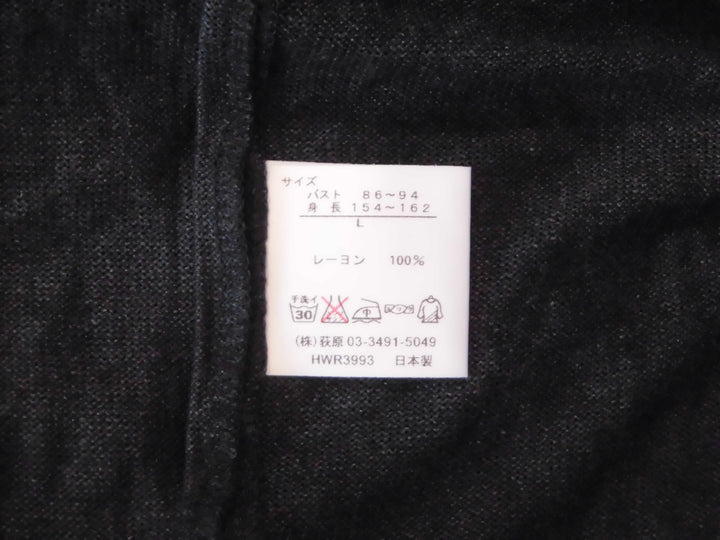 サイズ
バスト 86～94
身長 154～162
L
レーヨン 100%
手洗イ
30
中
(株)荻原 03-3491-5049
HWR3993 日本製